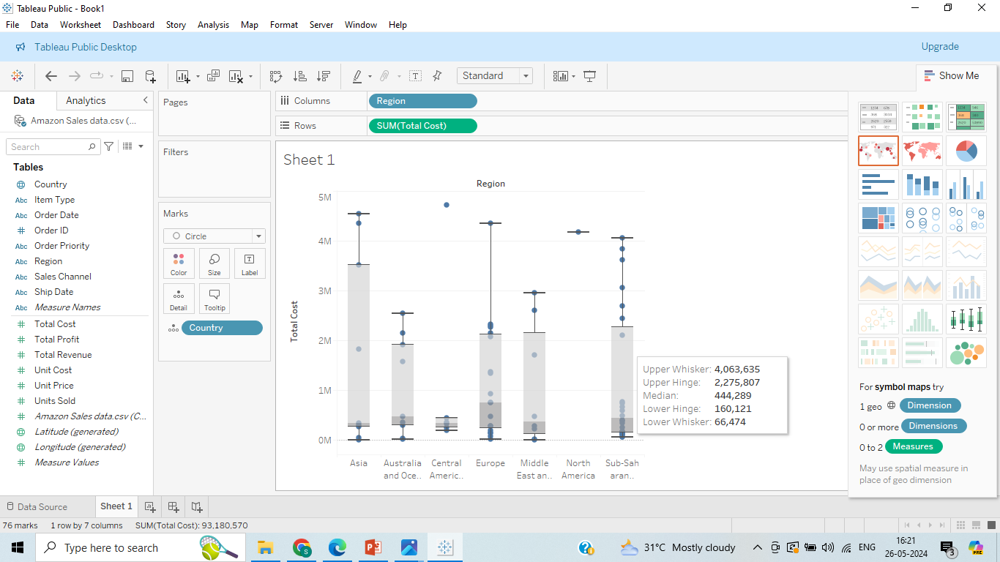 Tableau Public - Book1
File Data Worksheet Dashboard Story Analysis Map Format Server Window Help
Tableau Public Desktop Upgrade
Standard
Show Me
Data Analytics
Amazon Sales data.csv (...
Search
Tables
Country
Abc Item Type
Abc Order Date
Order ID
Abc Order Priority
Abc Region
Abc Sales Channel
Abc Ship Date
Abc Measure Names
Total Cost
Total Profit
Total Revenue
Unit Cost
Unit Price
Units Sold
Amazon Sales data.csv (C...
Latitude (generated)
Longitude (generated)
Measure Values
Pages
Filters
Marks
Circle
Color Size Label
Detail Tooltip
Country
Columns Region
Rows SUM(Total Cost)
Sheet 1
Region
Total Cost
5M
4M
3M
2M
1M
0M
Asia
Australia
and Oce..
Central
Americ..
Europe
Middle
East an..
North
America
Sub-Sah
aran..
Upper Whisker: 4,063,635
Upper Hinge: 2,275,807
Median: 444,289
Lower Hinge: 160,121
Lower Whisker: 66,474
For symbol maps try
1 geo Dimension
0 or more Dimensions
0 to 2 Measures
May use spatial measure in
place of geo dimension
Data Source Sheet 1
76 marks 1 row by 7 columns SUM(Total Cost): 93,180,570
Type here to search
31°C Mostly cloudy
ENG
16:21
26-05-2024
3
PRE